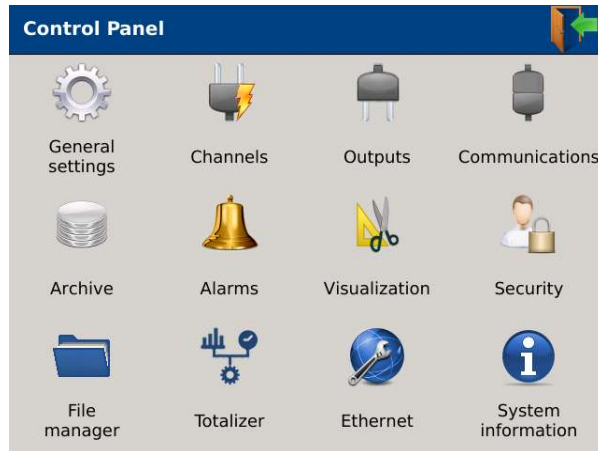 Control Panel
General
settings
Channels
Outputs
Communications
Archive
Alarms
Visualization
Security
File
manager
Totalizer
Ethernet
System
information